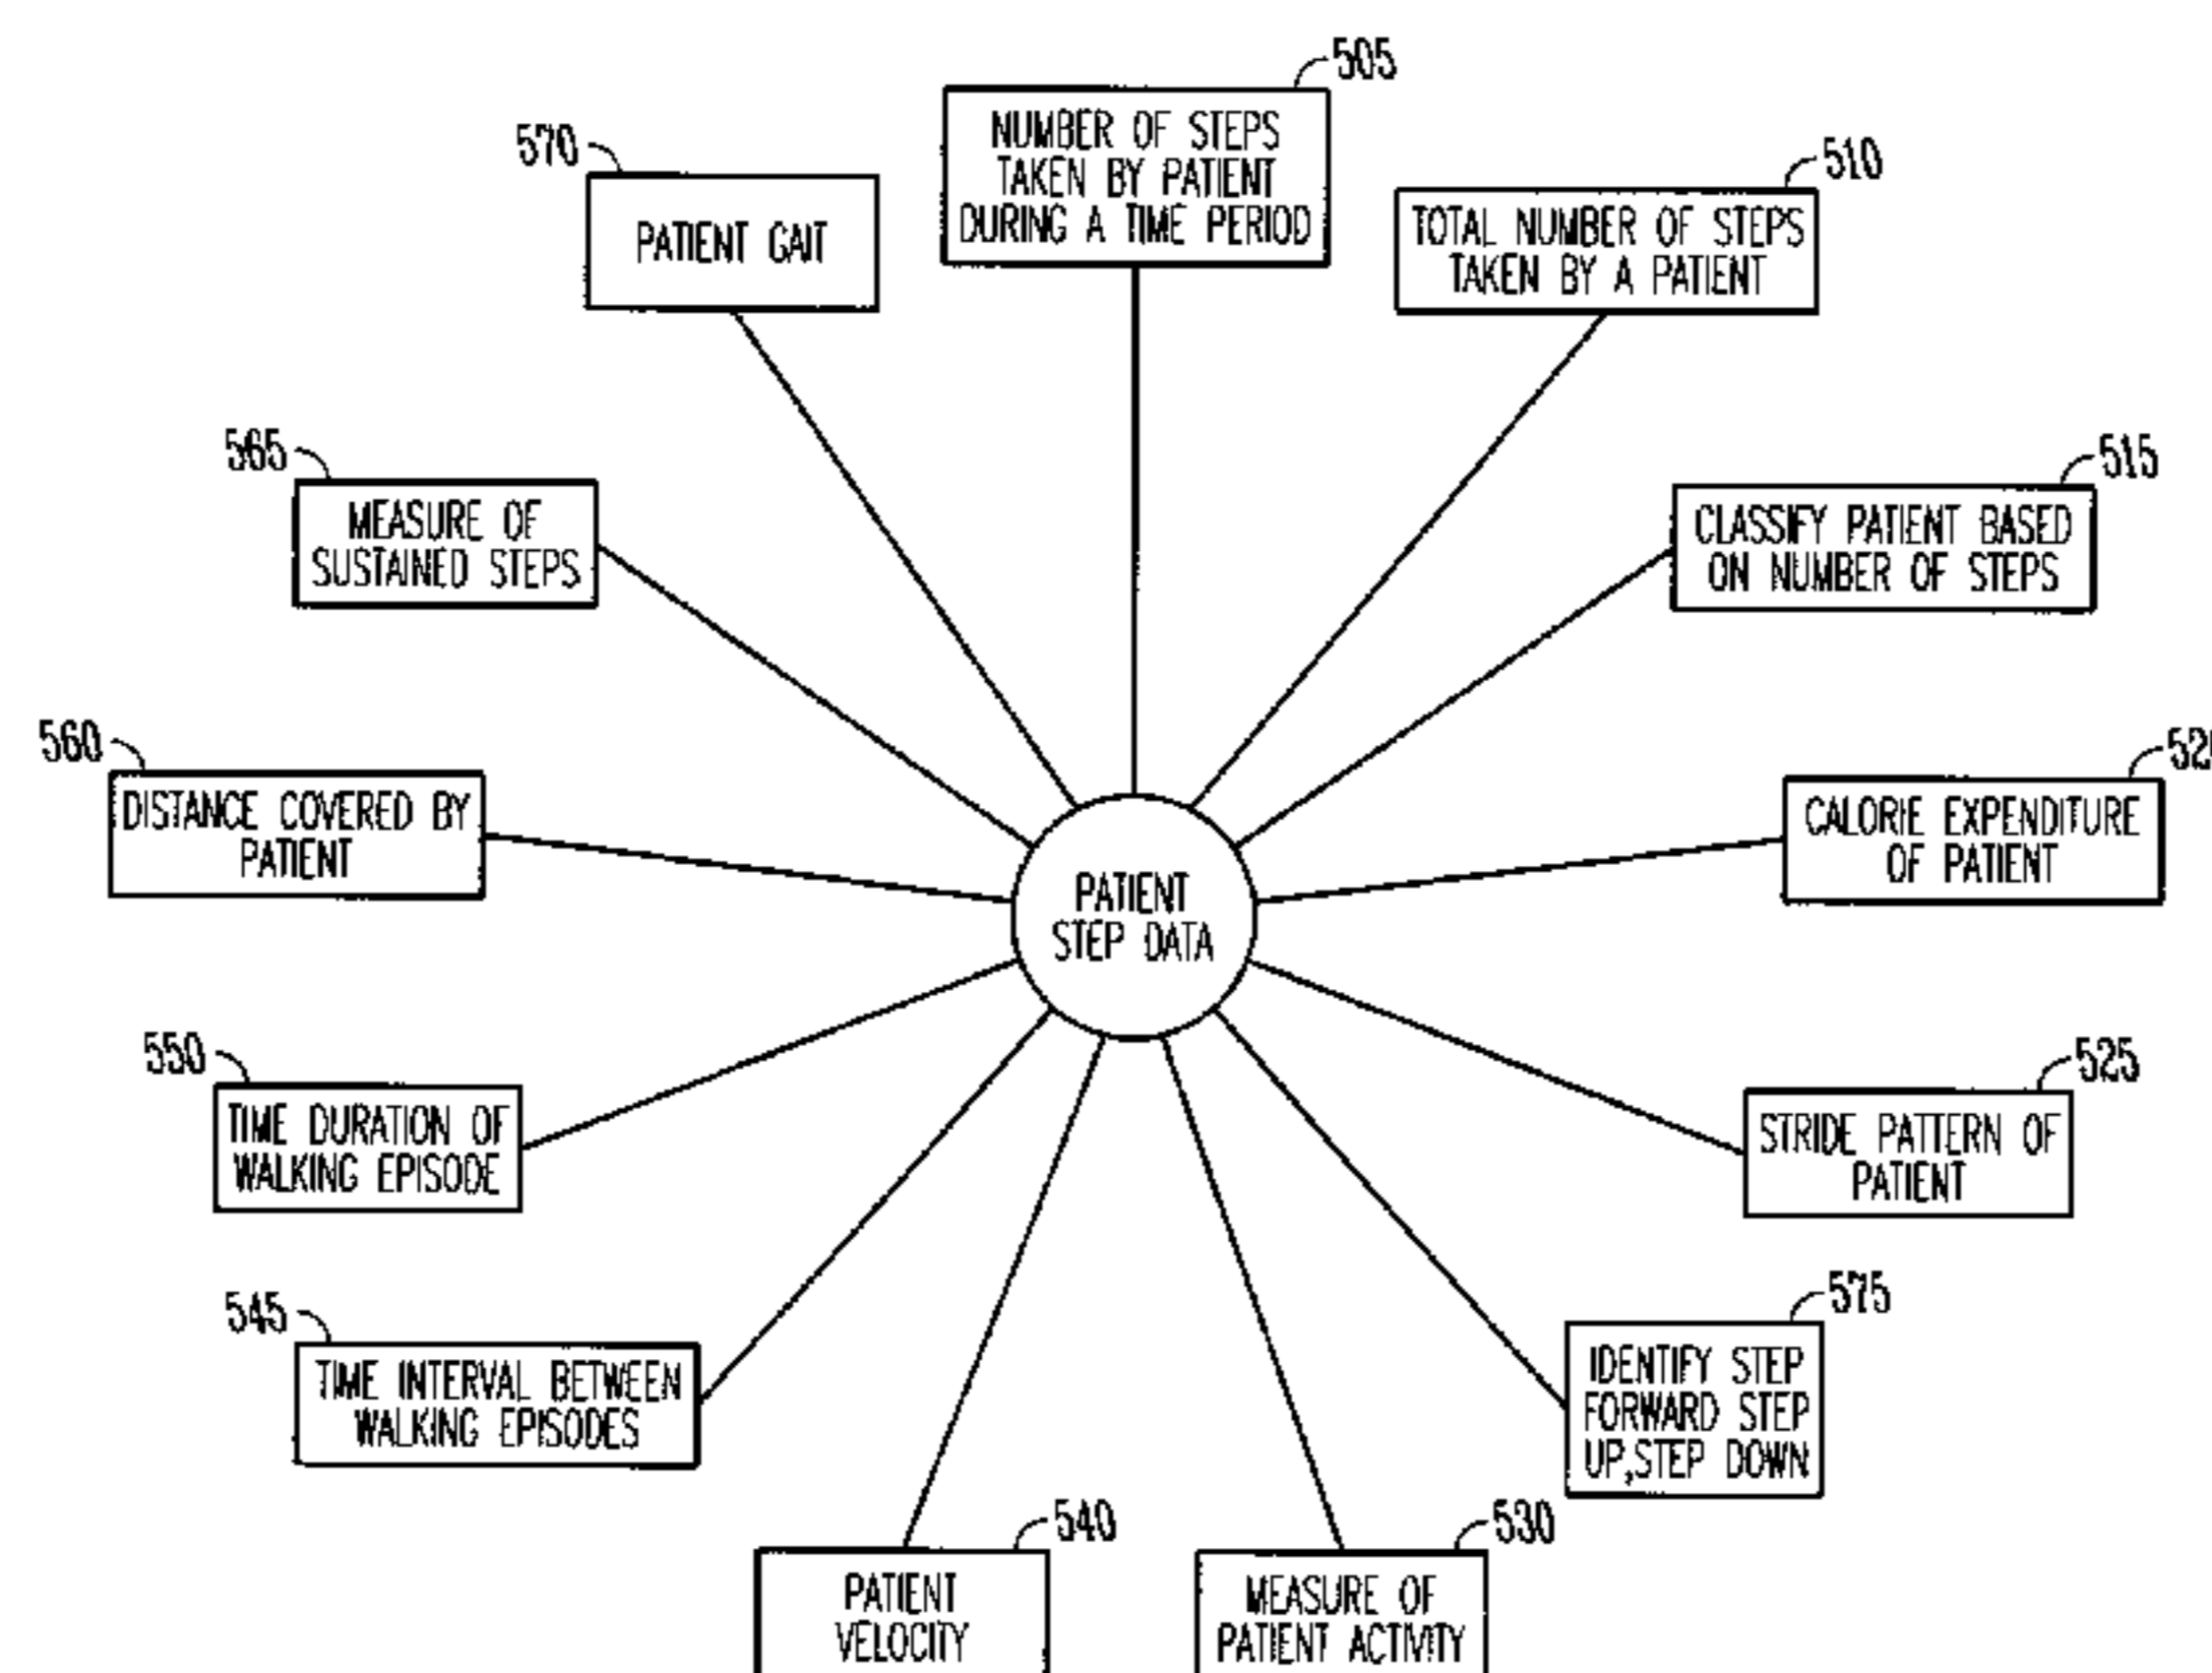 505
NUMBER OF STEPS
TAKEN BY PATIENT
DURING A TIME PERIOD
570
PATIENT GAIT
510
TOTAL NUMBER OF STEPS
TAKEN BY A PATIENT
565
MEASURE OF
SUSTAINED STEPS
515
CLASSIFY PATIENT BASED
ON NUMBER OF STEPS
560
DISTANCE COVERED BY
PATIENT
CALORIE EXPENDITURE
OF PATIENT
PATIENT
STEP DATA
550
TIME DURATION OF
WALKING EPISODE
525
STRIDE PATTERN OF
PATIENT
545
TIME INTERVAL BETWEEN
WALKING EPISODES
575
IDENTIFY STEP
FORWARD STEP
UP,STEP DOWN
540
PATIENT
VELOCITY
530
MEASURE OF
PATIENT ACTIVITY